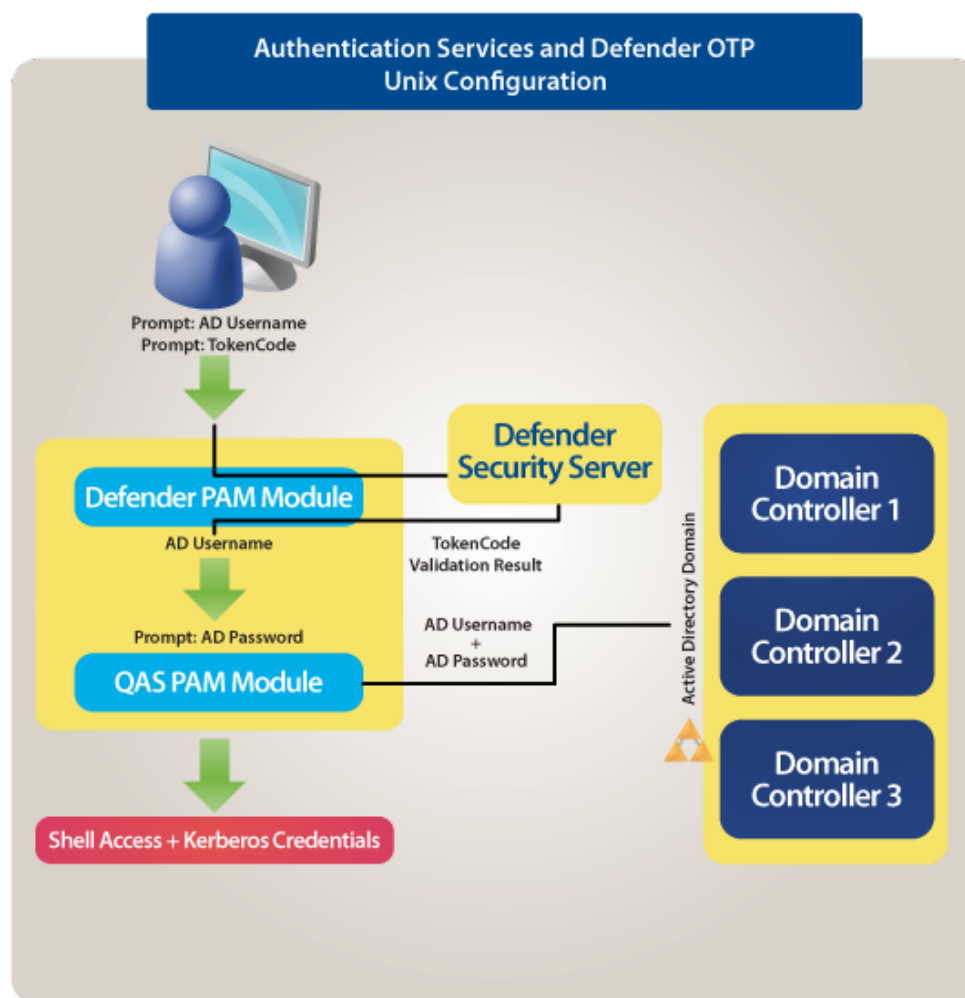 Authentication Services and Defender OTP
Unix Configuration
Prompt: AD Username
Prompt: TokenCode
Defender
Security Server
Defender PAM Module
AD Username
TokenCode
Validation Result
Prompt: AD Password
QAS PAM Module
AD Username
+
AD Password
Active Directory Domain
Domain
Controller 1
Domain
Controller 2
Domain
Controller 3
Shell Access + Kerberos Credentials